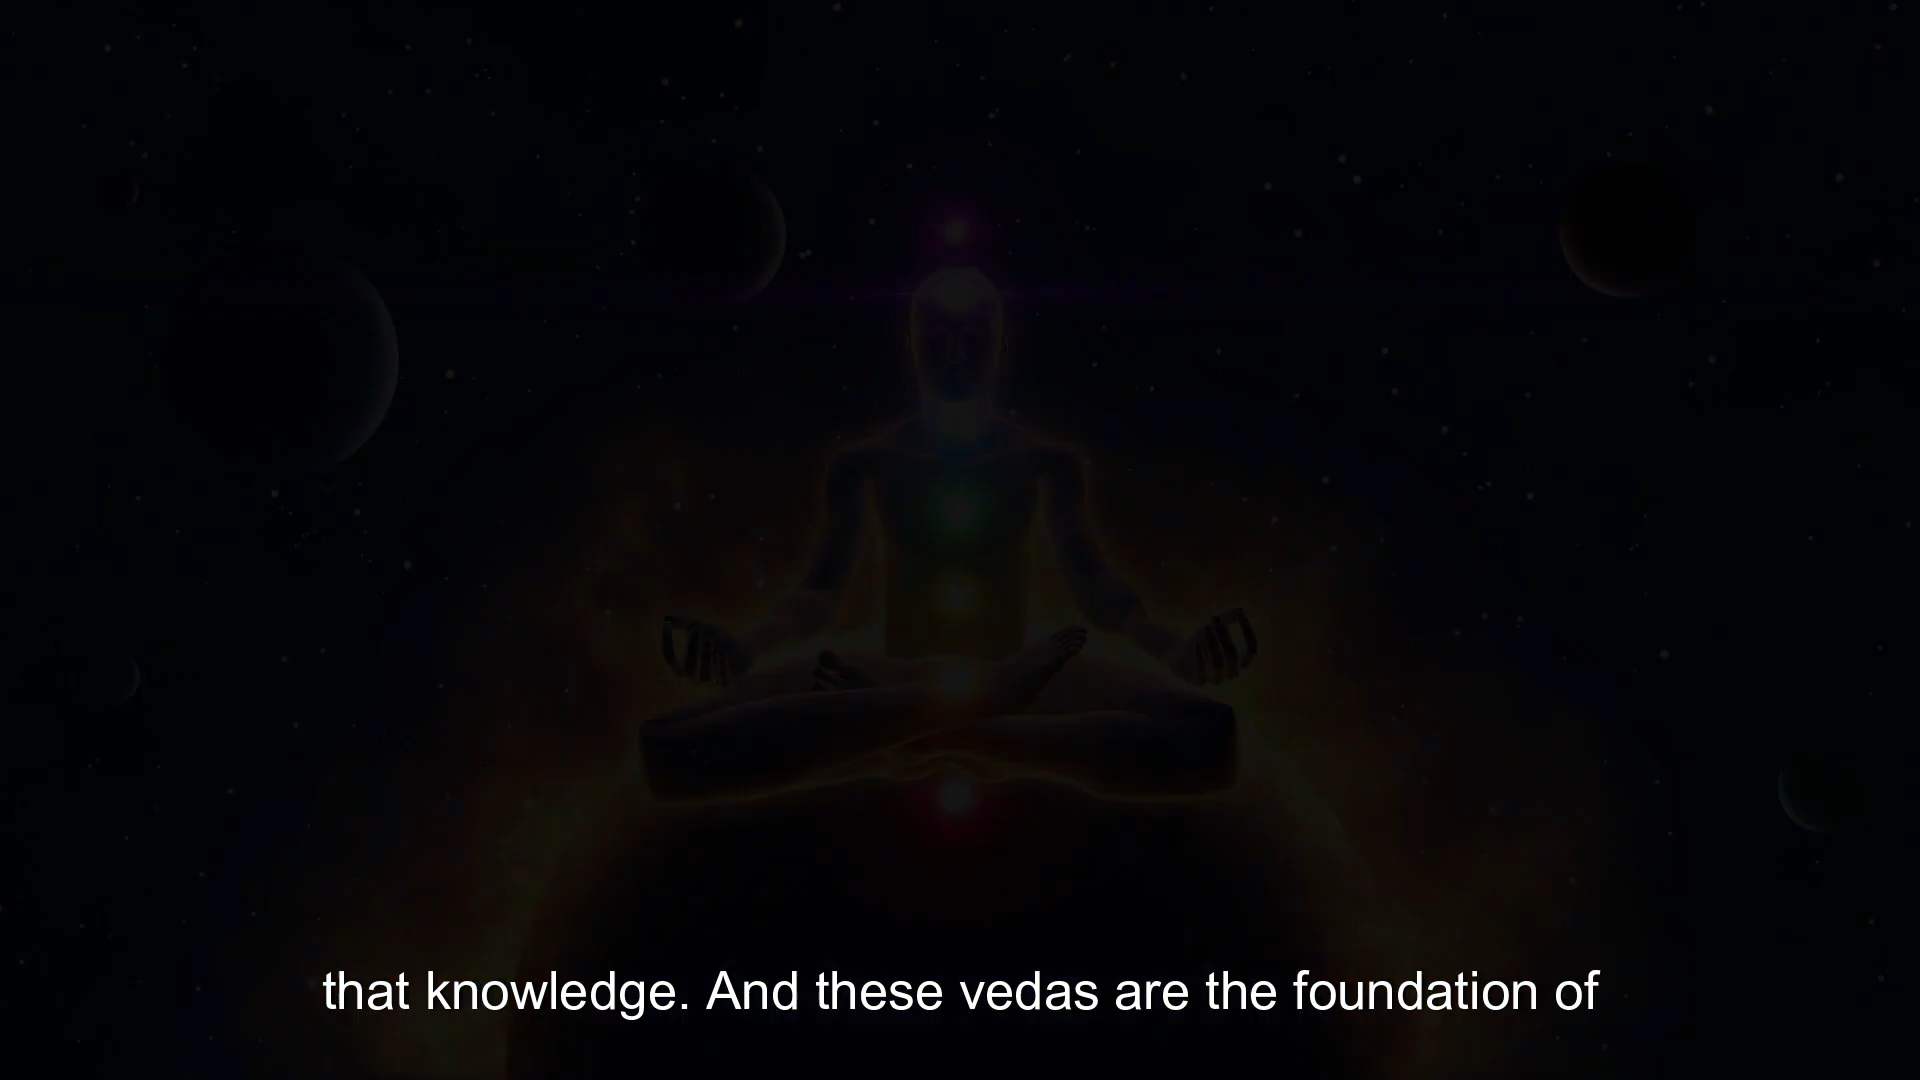 that knowledge. And these vedas are the foundation of